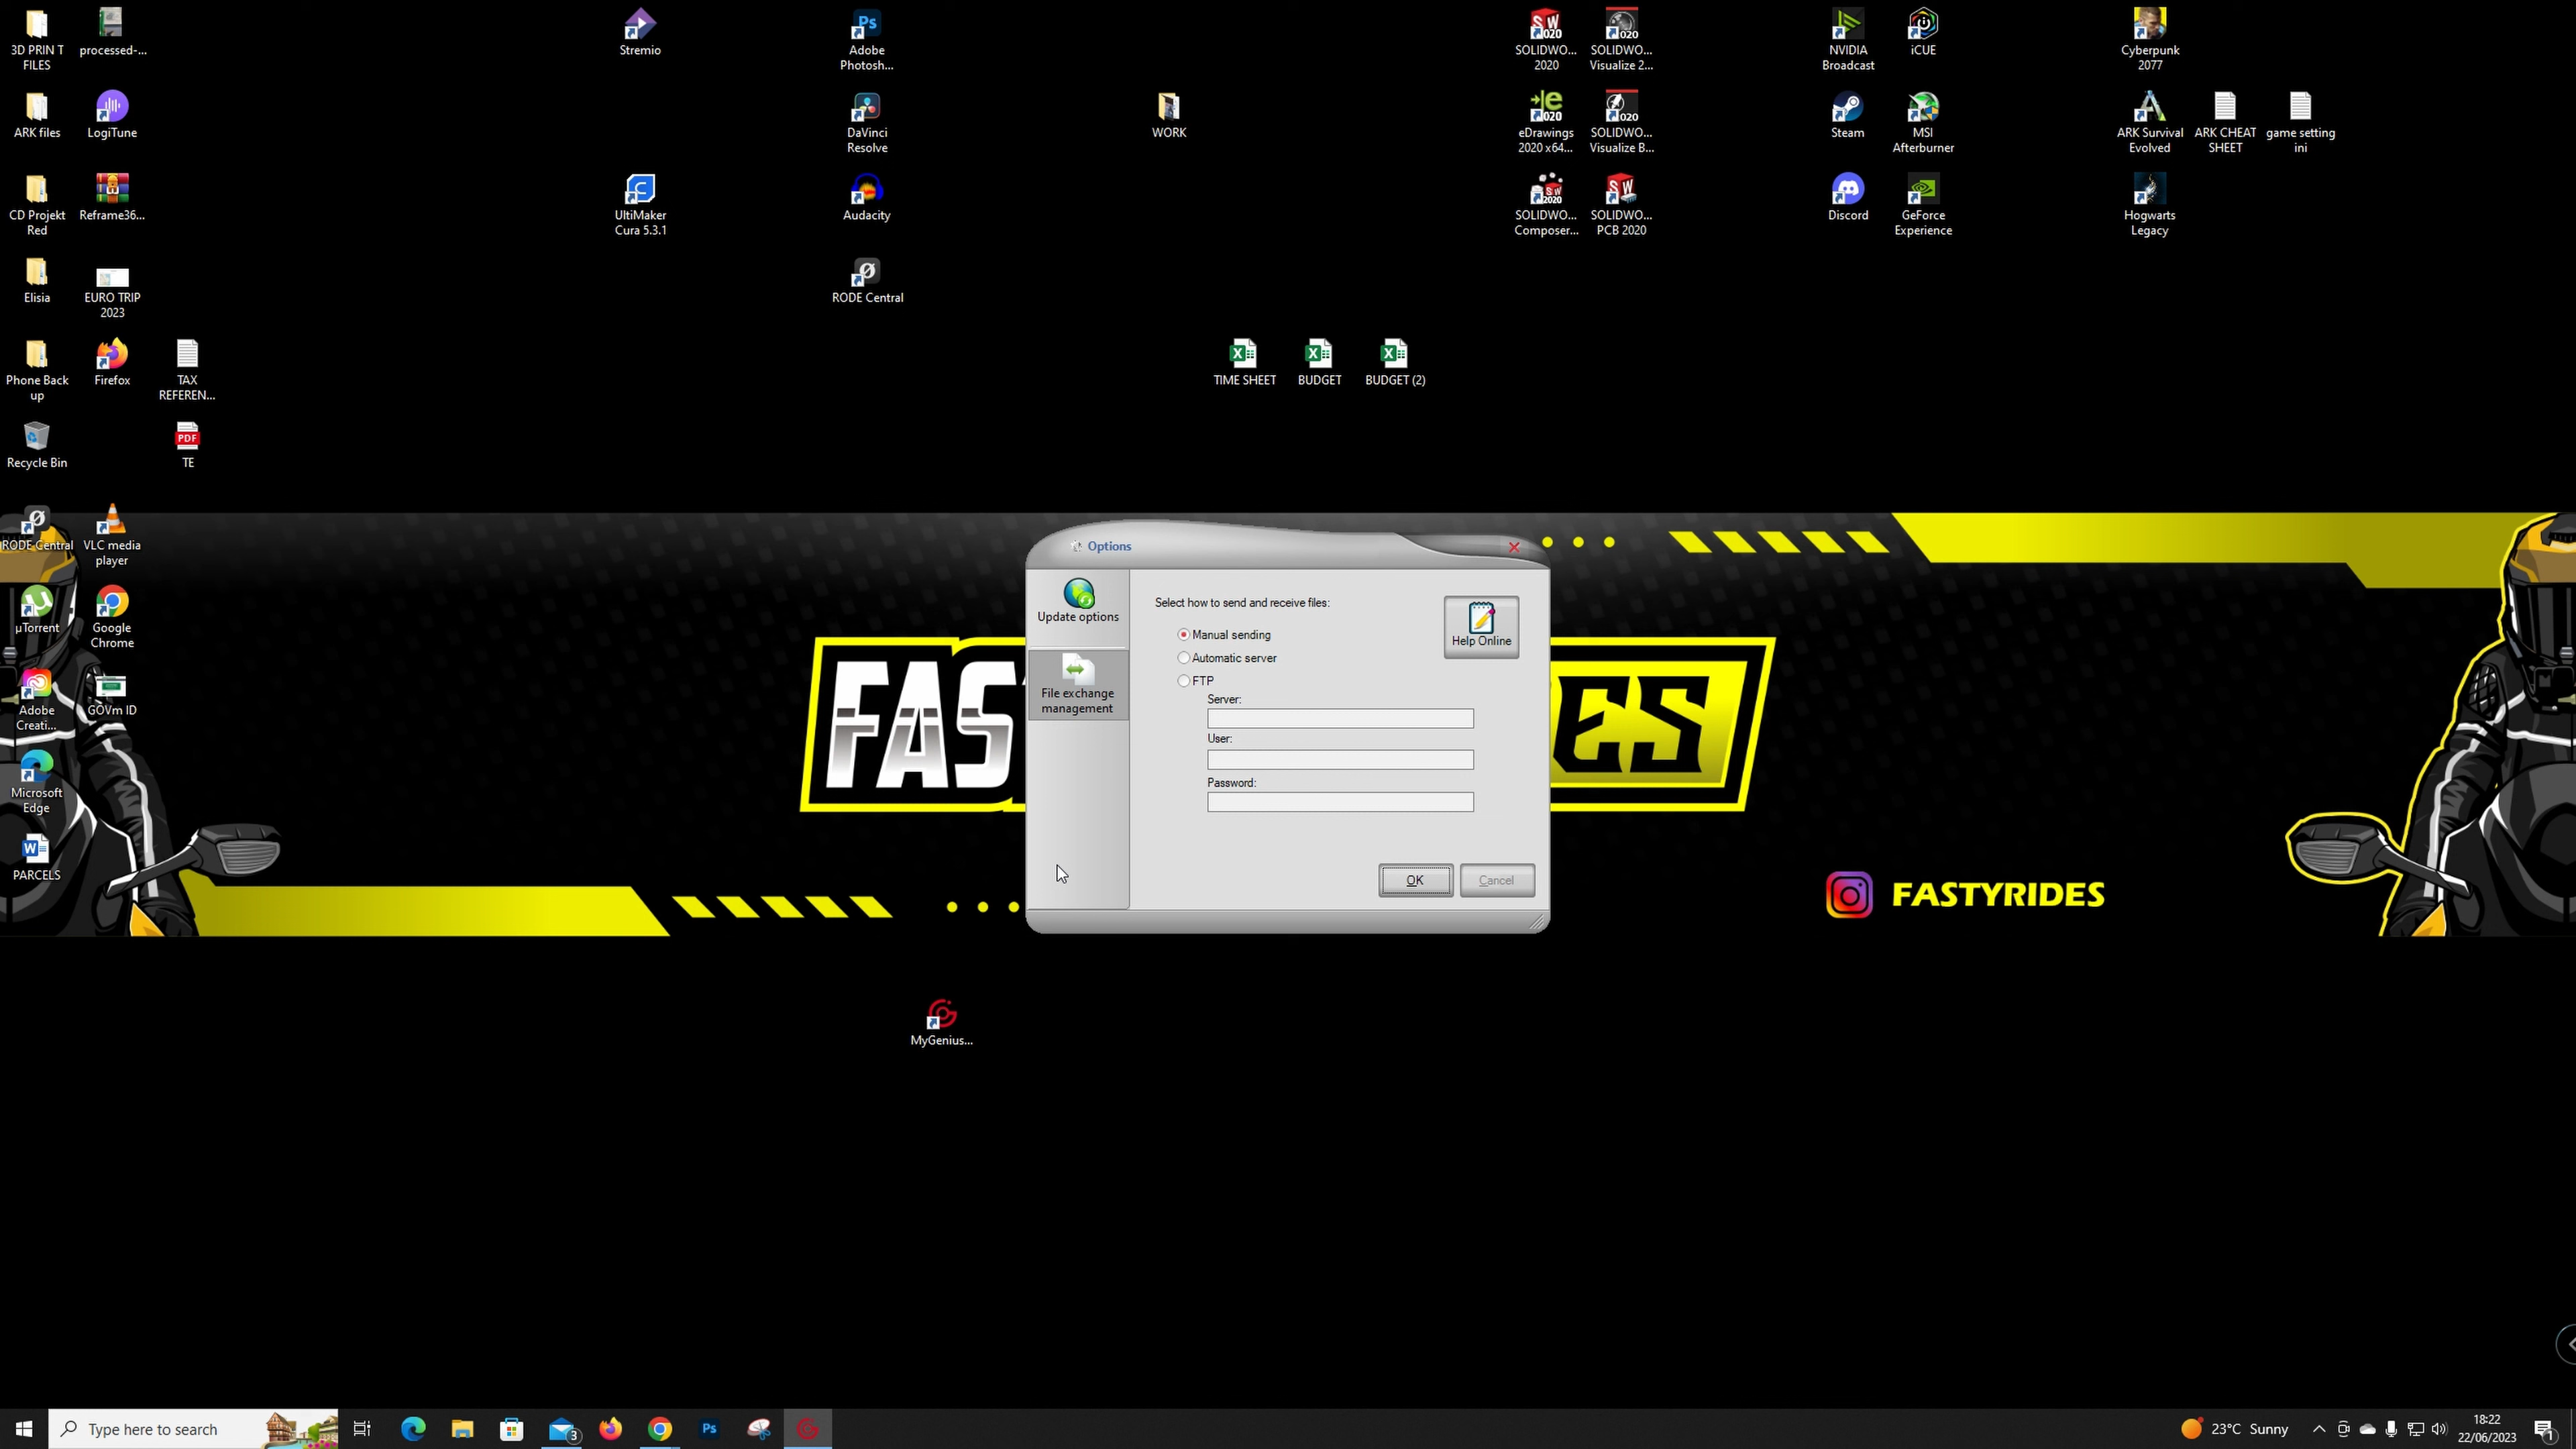 3D PRIN T
FILES
processed-...
Stremio
Adobe
Photosh...
SOLIDWO...
2020
SOLIDWO...
Visualize 2...
NVIDIA
Broadcast
iCUE
Cyberpunk
2077
ARK files
LogiTune
DaVinci
Resolve
WORK
eDrawings
2020 x64...
SOLIDWO...
Visualize B...
Steam
MSI
Afterburner
ARK Survival
Evolved
ARK CHEAT
SHEET
game setting
ini
CD Projekt
Red
Reframe36...
UltiMaker
Cura 5.3.1
Audacity
SOLIDWO...
Composer...
SOLIDWO...
PCB 2020
Discord
GeForce
Experience
Hogwarts
Legacy
Elisia
EURO TRIP
2023
RODE Central
Phone Back
up
Firefox
TAX
REFEREN...
TIME SHEET
BUDGET
BUDGET (2)
Recycle Bin
PDF
TE
RODE Central
VLC media
player
µTorrent
Google
Chrome
Adobe
Creati...
GOVm ID
Microsoft
Edge
PARCELS
Options
Update options
File exchange
management
Select how to send and receive files:
Manual sending
Automatic server
FTP
Server:
User:
Password:
Help Online
OK
Cancel
FAS
ES
FASTYRIDES
MyGenius...
Type here to search
3
Ps
23°C Sunny
18:22
22/06/2023
1